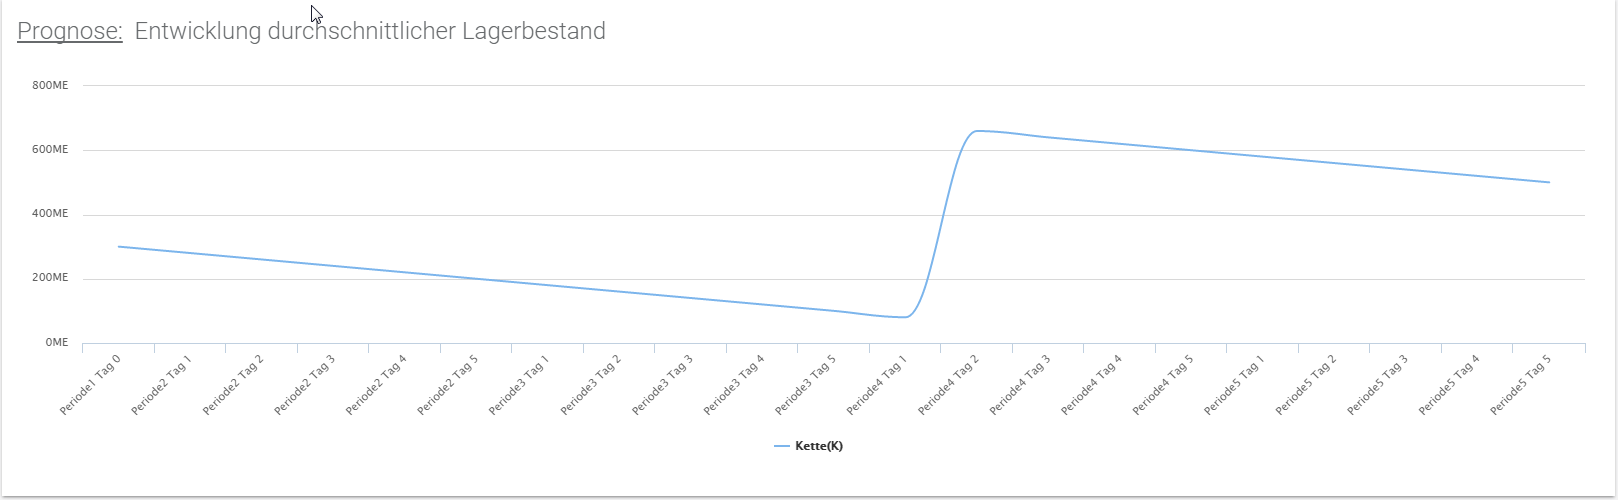 Prognose: Entwicklung durchschnittlicher Lagerbestand
800ME
600ME
400ME
200ME
0ME
Periode1 Tag 0
Periode2 Tag 1
Periode2 Tag 2
Periode2 Tag 3
Periode2 Tag 4
Periode2 Tag 5
Periode3 Tag 1
Periode3 Tag 2
Periode3 Tag 3
Periode3 Tag 4
Periode3 Tag 5
Periode4 Tag 1
Periode4 Tag 2
Periode4 Tag 3
Periode4 Tag 4
Periode4 Tag 5
Periode5 Tag 1
Periode5 Tag 2
Periode5 Tag 3
Periode5 Tag 4
Periode5 Tag 5
Kette(K)